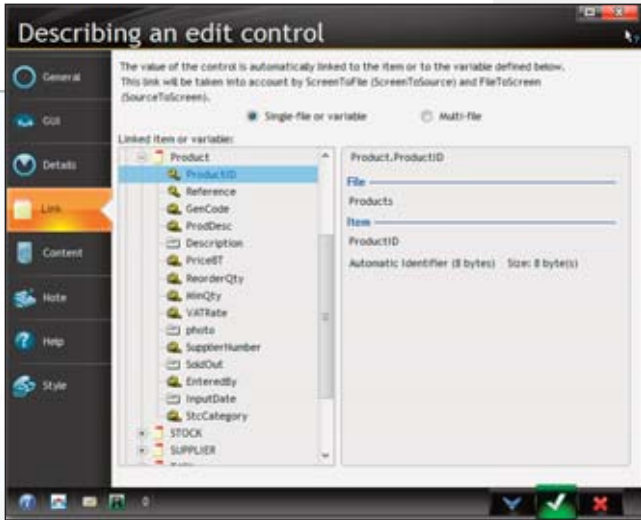 Describing an edit control
General
GUI
Details
Link
Content
Note
Help
Style
The value of the control is automatically linked to the item or to the variable defined below.
This link will be taken into account by ScreenToFile (ScreenToSource) and FileToScreen
(SourceToScreen).
Single-file or variable
Multi-file
Linked item or variable:
Product
ProductID
Reference
GenCode
ProdDesc
Description
PriceBT
ReorderQty
MinQty
VATRate
photo
SupplierNumber
SoldOut
EnteredBy
InputDate
StcCategory
STOCK
SUPPLIER
Product.ProductID
File
Products
Item
ProductID
Automatic Identifier (8 bytes) Size: 8 byte(s)